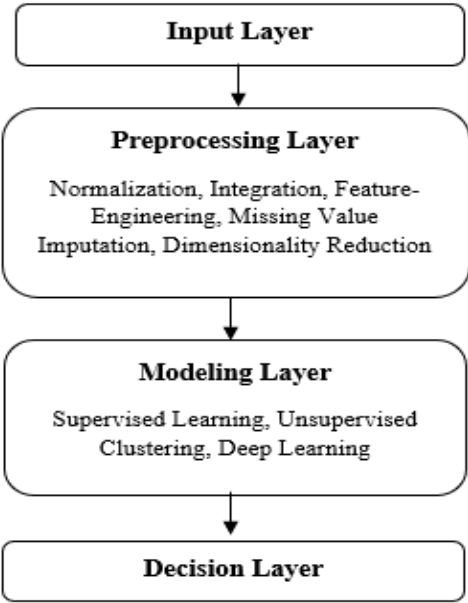 Input Layer
Preprocessing Layer
Normalization, Integration, Feature-
Engineering, Missing Value
Imputation, Dimensionality Reduction
Modeling Layer
Supervised Learning, Unsupervised
Clustering, Deep Learning
Decision Layer